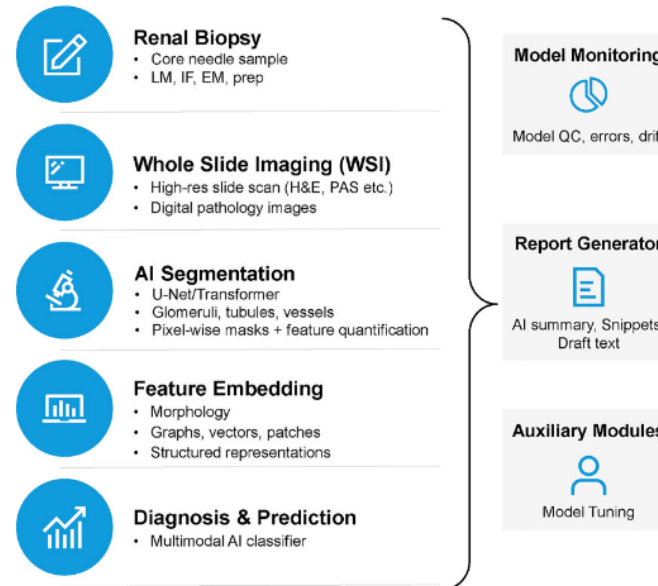 Renal Biopsy
• Core needle sample
• LM, IF, EM, prep
Whole Slide Imaging (WSI)
• High-res slide scan (H&E, PAS etc.)
• Digital pathology images
AI Segmentation
• U-Net/Transformer
• Glomeruli, tubules, vessels
• Pixel-wise masks + feature quantification
Feature Embedding
• Morphology
• Graphs, vectors, patches
• Structured representations
Diagnosis & Prediction
• Multimodal AI classifier
Model Monitoring
Model QC, errors, drif
Report Generator
AI summary, Snippets
Draft text
Auxiliary Modules
Model Tuning